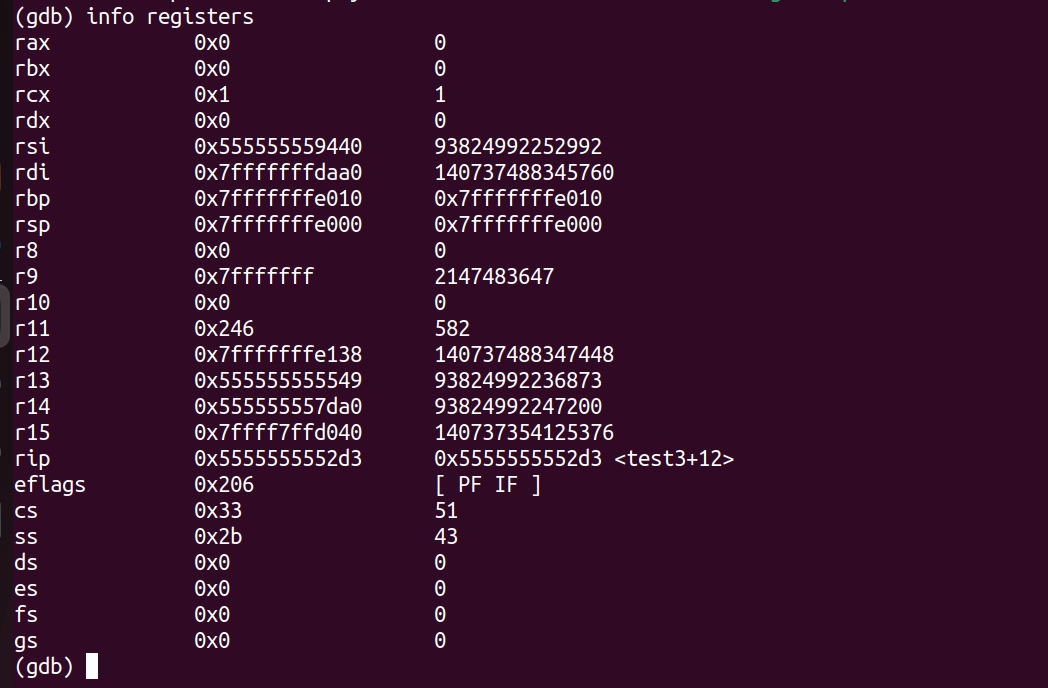 (gdb) info registers
rax 0x0 0
rbx 0x0 0
rcx 0x1 1
rdx 0x0 0
rsi 0x555555559440 93824992252992
rdi 0x7fffffffdaa0 140737488345760
rbp 0x7fffffffe010 0x7fffffffe010
rsp 0x7fffffffe000 0x7fffffffe000
r8 0x0 0
r9 0x7fffffff 2147483647
r10 0x0 0
r11 0x246 582
r12 0x7fffffffe138 140737488347448
r13 0x555555555549 93824992236873
r14 0x555555557da0 93824992247200
r15 0x7ffff7ffd040 140737354125376
rip 0x5555555552d3 0x5555555552d3 <test3+12>
eflags 0x206 [ PF IF ]
cs 0x33 51
ss 0x2b 43
ds 0x0 0
es 0x0 0
fs 0x0 0
gs 0x0 0
(gdb)